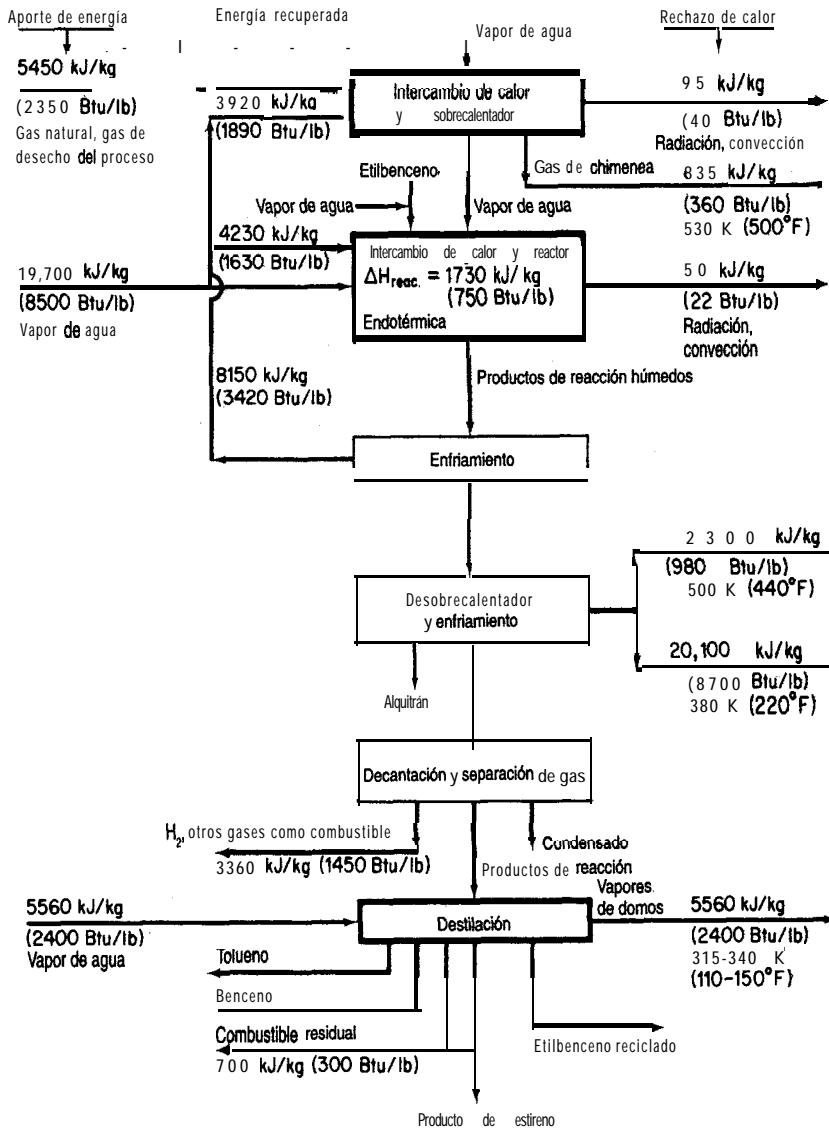 Aporte de energía
Energía recuperada
Vapor de agua
Rechazo de calor
5450 kJ/kg
(2350 Btu/lb)
Gas natural, gas de
desecho del proceso
3920 kJ/kg
(1890 Btu/lb)
Intercambio de calor
y sobrecalentador
95 kJ/kg
(40 Btu/lb)
Radiación, convección
Gas de chimenea
835 kJ/kg
(360 Btu/lb)
530 K (500°F)
Etilbenceno
Vapor de agua
Vapor de agua
4230 kJ/kg
(1630 Btu/lb)
Intercambio de calor y reactor
ΔHreac. = 1730 kJ/kg
(750 Btu/lb)
Endotérmica
19,700 kJ/kg
(8500 Btu/lb)
Vapor de agua
50 kJ/kg
(22 Btu/lb)
Radiación,
convección
8150 kJ/kg
(3420 Btu/lb)
Productos de reacción húmedos
Enfriamiento
2300 kJ/kg
(980 Btu/lb)
500 K (440°F)
Desobrecalentador
y enfriamiento
20,100 kJ/kg
(8700 Btu/lb)
380 K (220°F)
Alquitrán
Decantación y separación de gas
H2, otros gases como combustible
3360 kJ/kg (1450 Btu/lb)
Condensado
Productos de reacción
Vapores
de domos
5560 kJ/kg
(2400 Btu/lb)
Vapor de agua
Destilación
5560 kJ/kg
(2400 Btu/lb)
315-340 K
(110-150°F)
Tolueno
Benceno
Combustible residual
700 kJ/kg (300 Btu/lb)
Etilbenceno reciclado
Producto de estireno